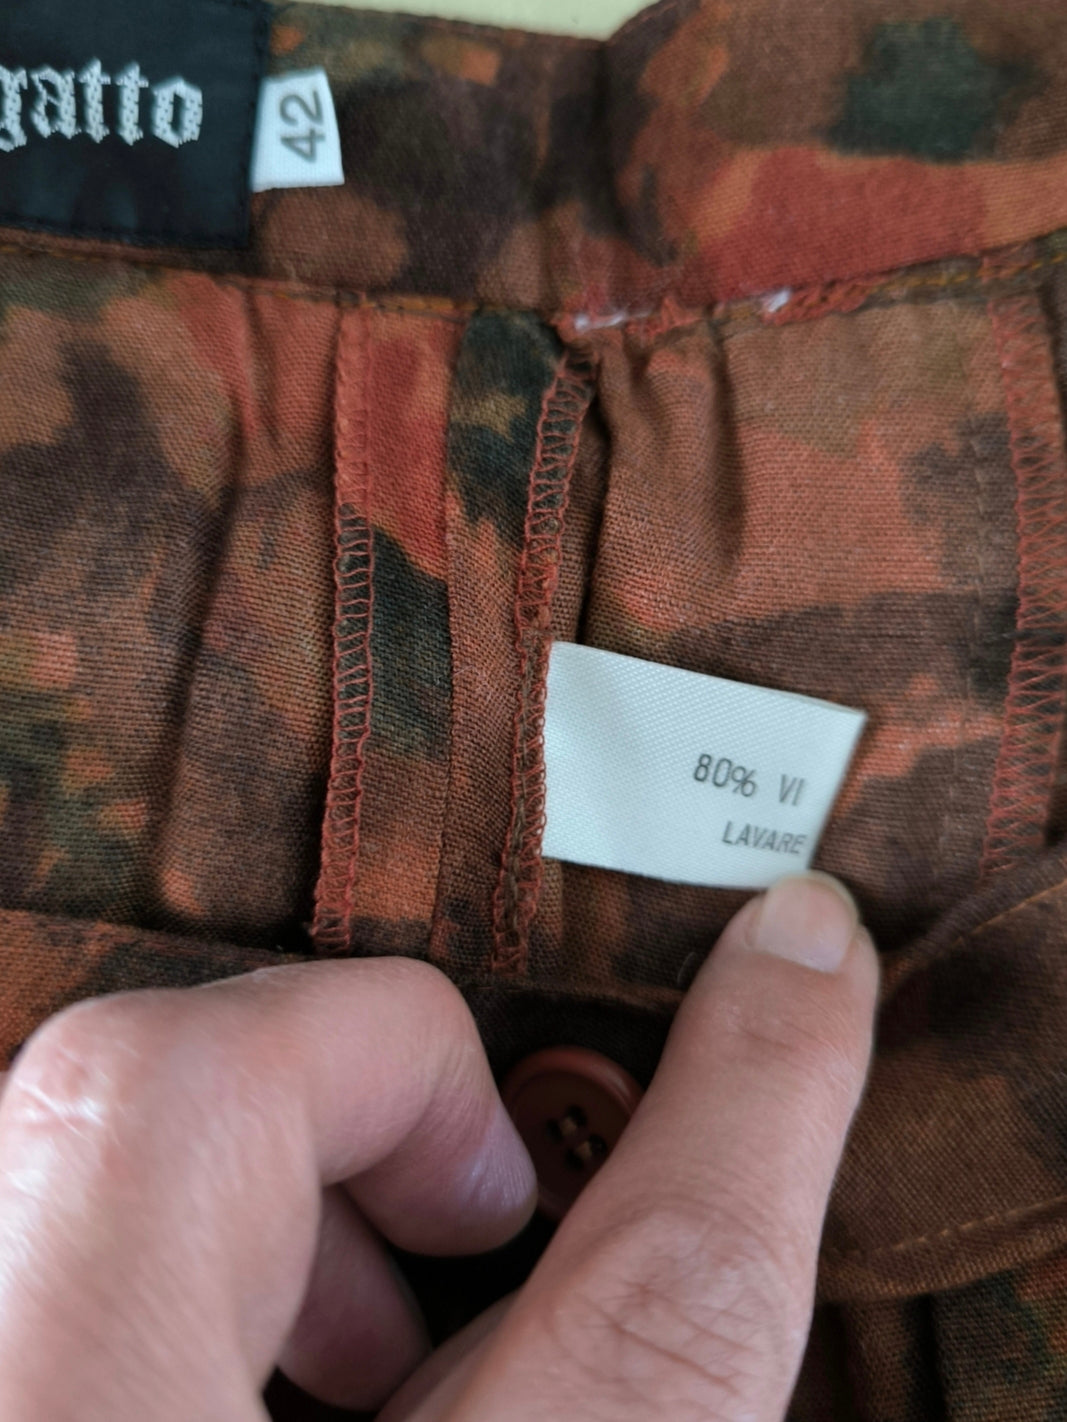 gatto
42
80% VI
LAVARE